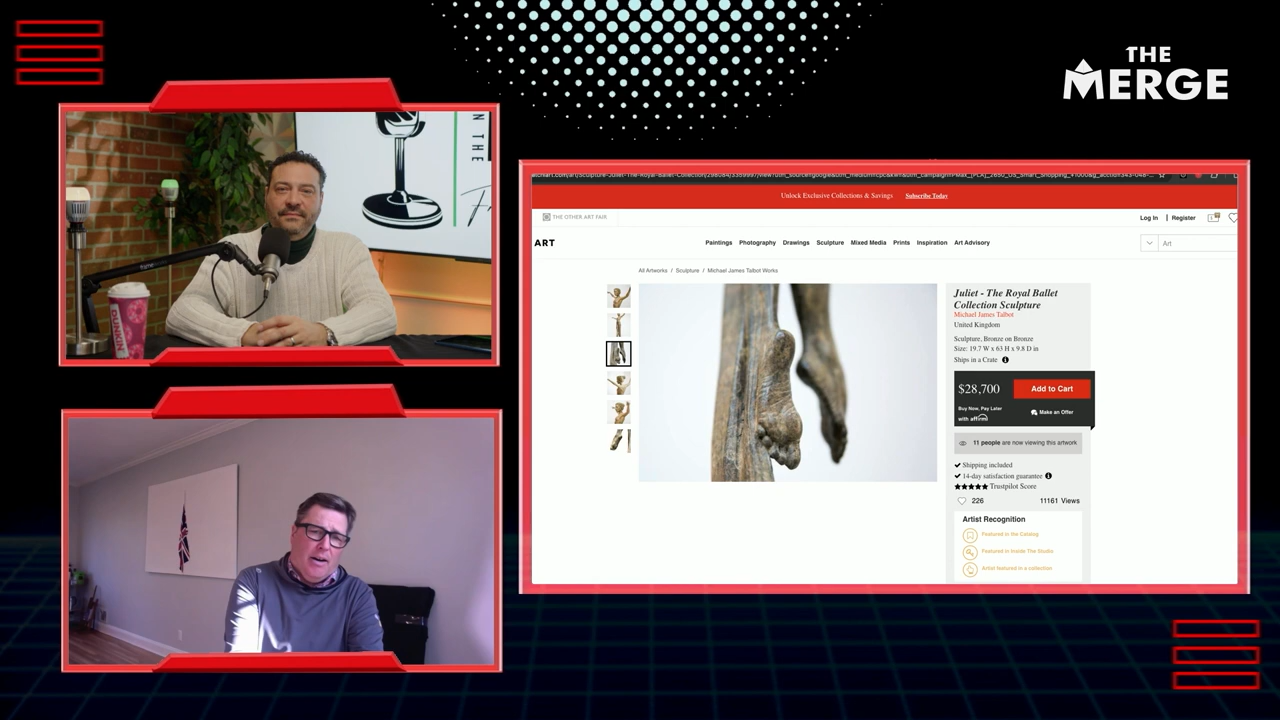 THE
MERGE
IN THE
DUNKIN'
Unlock Exclusive Collections & Savings Subscribe Today
THE OTHER ART FAIR
Log In | Register
ART
Paintings Photography Drawings Sculpture Mixed Media Prints Inspiration Art Advisory
Art
All Artworks / Sculpture / Michael James Talbot Works
Juliet - The Royal Ballet
Collection Sculpture
Michael James Talbot
United Kingdom
Sculpture, Bronze on Bronze
Size: 19.7 W x 63 H x 9.8 D in
Ships in a Crate
$28,700
Add to Cart
Buy Now, Pay Later
with affirm
Make an Offer
11 people are now viewing this artwork
Shipping included
14-day satisfaction guarantee
Trustpilot Score
226
11161 Views
Artist Recognition
Featured in the Catalog
Featured in Inside The Studio
Artist featured in a collection